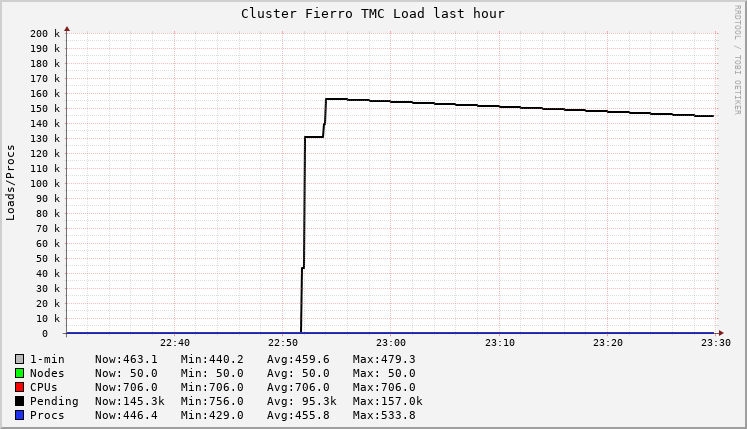 Cluster Fierro TMC Load last hour
RRDTOOL / TOBI OETIKER
Loads/Procs
200 k
190 k
180 k
170 k
160 k
150 k
140 k
130 k
120 k
110 k
100 k
90 k
80 k
70 k
60 k
50 k
40 k
30 k
20 k
10 k
0
22:40 22:50 23:00 23:10 23:20 23:30
1-min Now:463.1 Min:440.2 Avg:459.6 Max:479.3
Nodes Now: 50.0 Min: 50.0 Avg: 50.0 Max: 50.0
CPUs Now:706.0 Min:706.0 Avg:706.0 Max:706.0
Pending Now:145.3k Min:756.0 Avg: 95.3k Max:157.0k
Procs Now:446.4 Min:429.0 Avg:455.8 Max:533.8